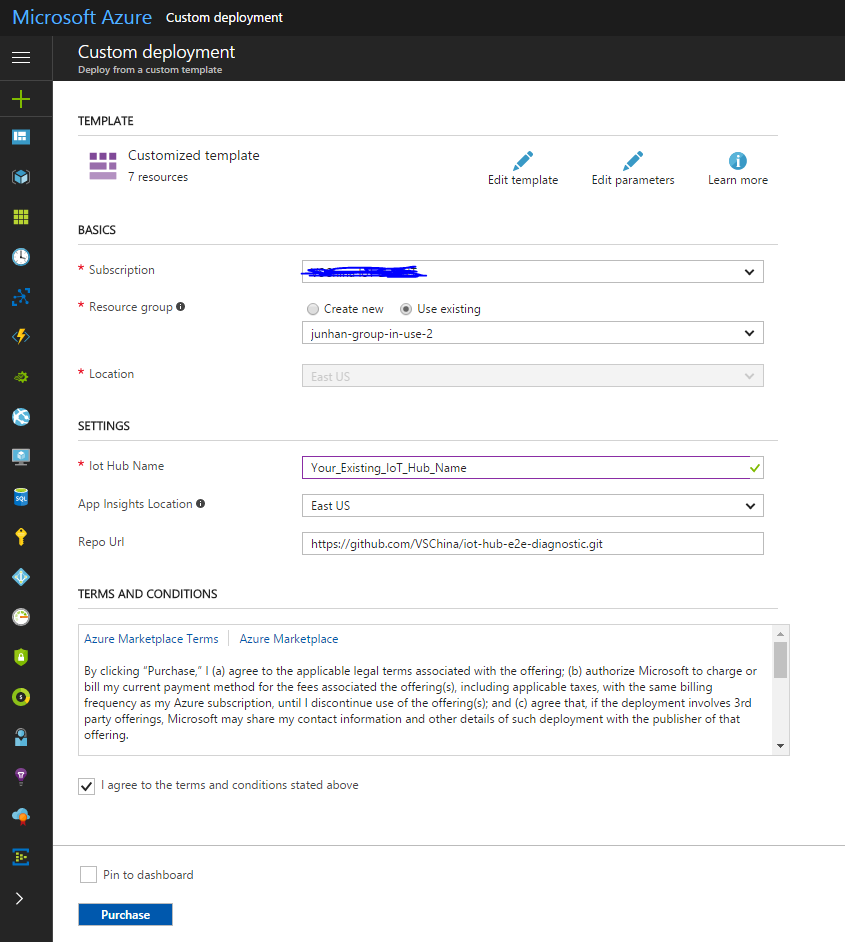 Microsoft Azure Custom deployment
Custom deployment
Deploy from a custom template
TEMPLATE
Customized template
7 resources
Edit template
Edit parameters
Learn more
BASICS
* Subscription
* Resource group
Create new
Use existing
junhan-group-in-use-2
* Location
East US
SETTINGS
* Iot Hub Name
Your_Existing_IoT_Hub_Name
App Insights Location
East US
Repo Url
https://github.com/VSChina/iot-hub-e2e-diagnostic.git
TERMS AND CONDITIONS
Azure Marketplace Terms
Azure Marketplace
By clicking “Purchase,” I (a) agree to the applicable legal terms associated with the offering; (b) authorize Microsoft to charge or
bill my current payment method for the fees associated the offering(s), including applicable taxes, with the same billing
frequency as my Azure subscription, until I discontinue use of the offering(s); and (c) agree that, if the deployment involves 3rd
party offerings, Microsoft may share my contact information and other details of such deployment with the publisher of that
offering.
I agree to the terms and conditions stated above
Pin to dashboard
Purchase